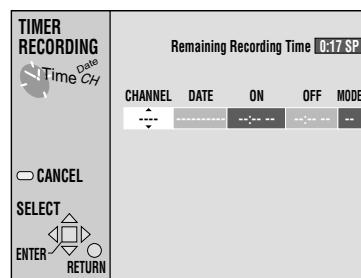 TIMER
RECORDING
Time Date CH
CANCEL
SELECT
ENTER
RETURN
Remaining Recording Time 0:17 SP
CHANNEL DATE ON OFF MODE
---- ---------- --:-- -- --:-- -- --